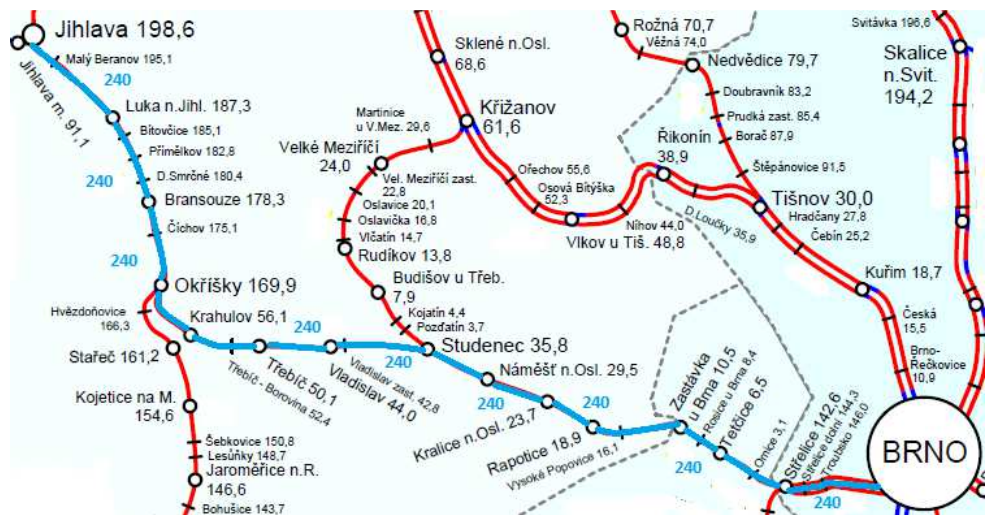 Jihlava 198,6
Malý Beranov 195,1
240
Jihlava m. 91,1
Luka n.Jihl. 187,3
Bítovčice 185,1
Přímělkov 182,8
240
D.Smrčné 180,4
Bransouze 178,3
Číchov 175,1
240
Okříšky 169,9
Hvězdoňovice
166,3
Krahulov 56,1
Stařeč 161,2
Kojetice na M.
154,6
Šebkovice 150,8
Lesůňky 148,7
Jaroměřice n.R.
146,6
Bohušice 143,7
Třebíč - Borovina 52,4
Třebíč 50,1
240
Vladislav 44,0
Vladislav zast. 42,8
240
Studenec 35,8
Pozďatín 3,7
Kojatín 4,4
Budišov u Třeb.
7,9
Rudíkov 13,8
Vlčatín 14,7
Oslavička 16,8
Oslavice 20,1
Vel. Meziříčí zast.
22,8
Velké Meziříčí
24,0
Martinice
u V.Mez. 29,6
Sklené n.Osl.
68,6
Křižanov
61,6
Ořechov 55,6
Osová Bítýška
52,3
Vlkov u Tiš. 48,8
Níhov 44,0
Řikonín
38,9
D.Loučky 35,9
Rožná 70,7
Věžná 74,0
Nedvědice 79,7
Doubravník 83,2
Prudká zast. 85,4
Borač 87,9
Štěpánovice 91,5
Tišnov 30,0
Hradčany 27,8
Čebín 25,2
Kuřim 18,7
Česká
15,5
Brno-
Řečkovice
10,9
Svitávka 196,6
Skalice
n.Svit.
194,2
Náměšť n.Osl. 29,5
240
Kralice n.Osl. 23,7
240
Rapotice 18,9
Vysoké Popovice 16,1
Zastávka
u Brna 10,5
Rosice u Brna 8,4
240
Tetčice 6,5
Omice 3,1
Střelice 142,6
Střelice dolní 144,3
Troubsko 146,0
240
BRNO